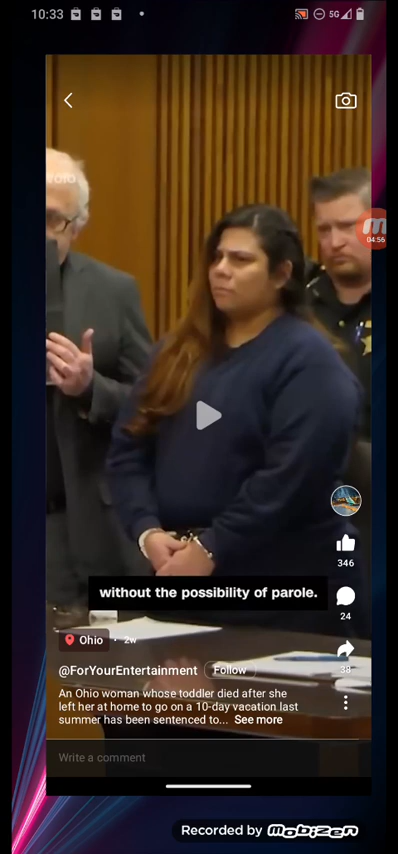 10:33
5G
04:56
346
without the possibility of parole.
24
Ohio · 2w
38
@ForYourEntertainment Follow
An Ohio woman whose toddler died after she
left her at home to go on a 10-day vacation last
summer has been sentenced to... See more
Write a comment
Recorded by mobizen